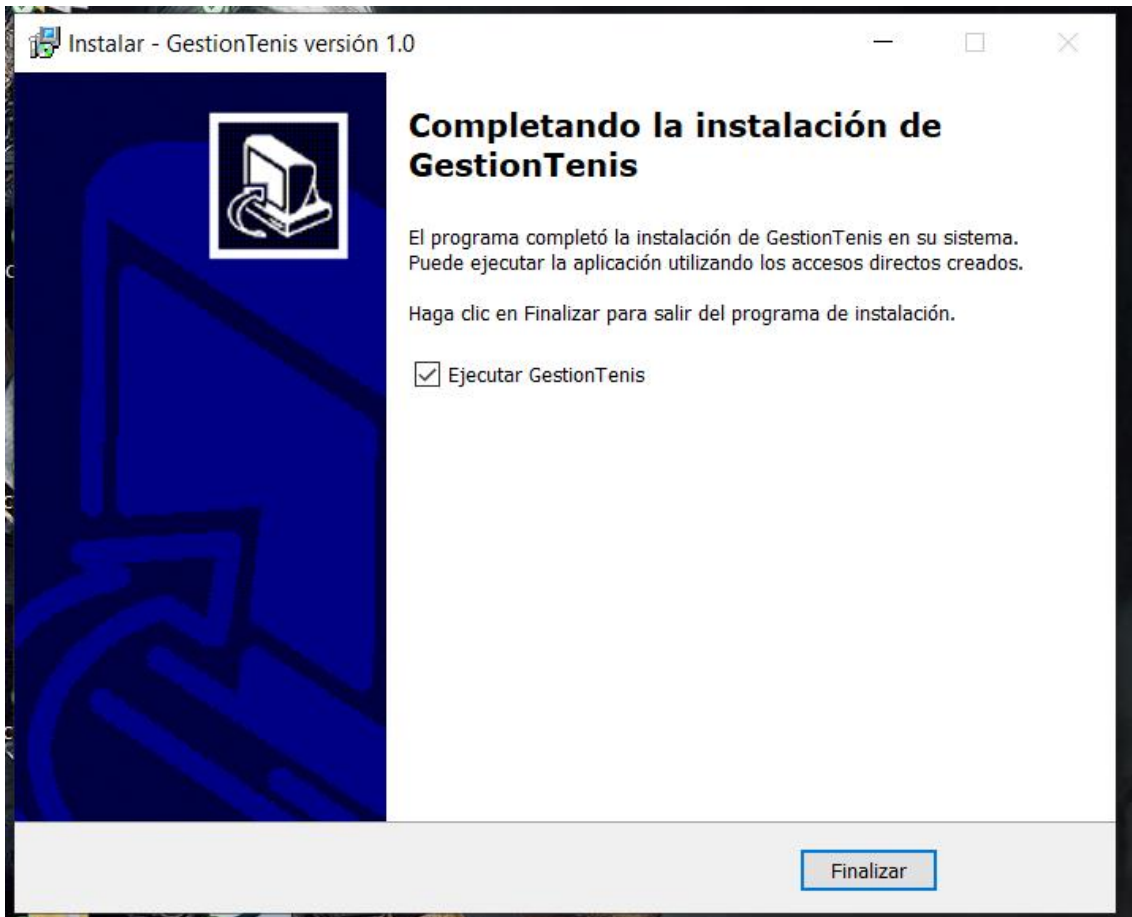 Instalar - GestionTenis versión 1.0
Completando la instalación de
GestionTenis
El programa completó la instalación de GestionTenis en su sistema.
Puede ejecutar la aplicación utilizando los accesos directos creados.
Haga clic en Finalizar para salir del programa de instalación.
Ejecutar GestionTenis
Finalizar